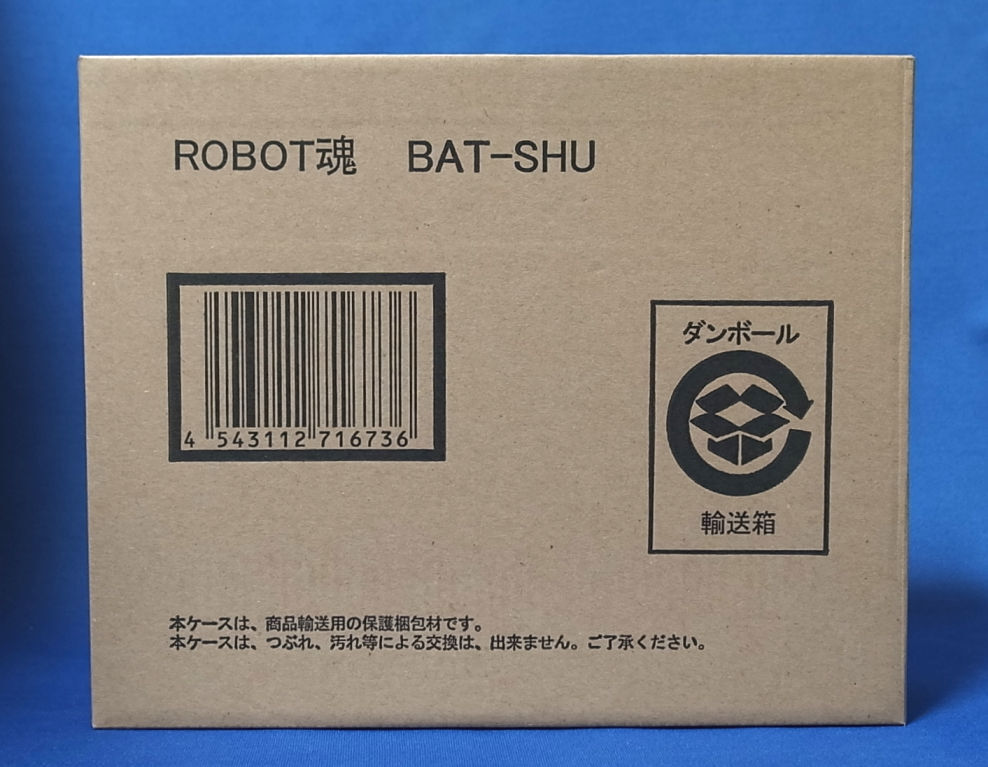 ROBOT魂　BAT-SHU
4 543112 716736
ダンボール
輸送箱
本ケースは、商品輸送用の保護梱包材です。
本ケースは、つぶれ、汚れ等による交換は、出来ません。ご了承ください。